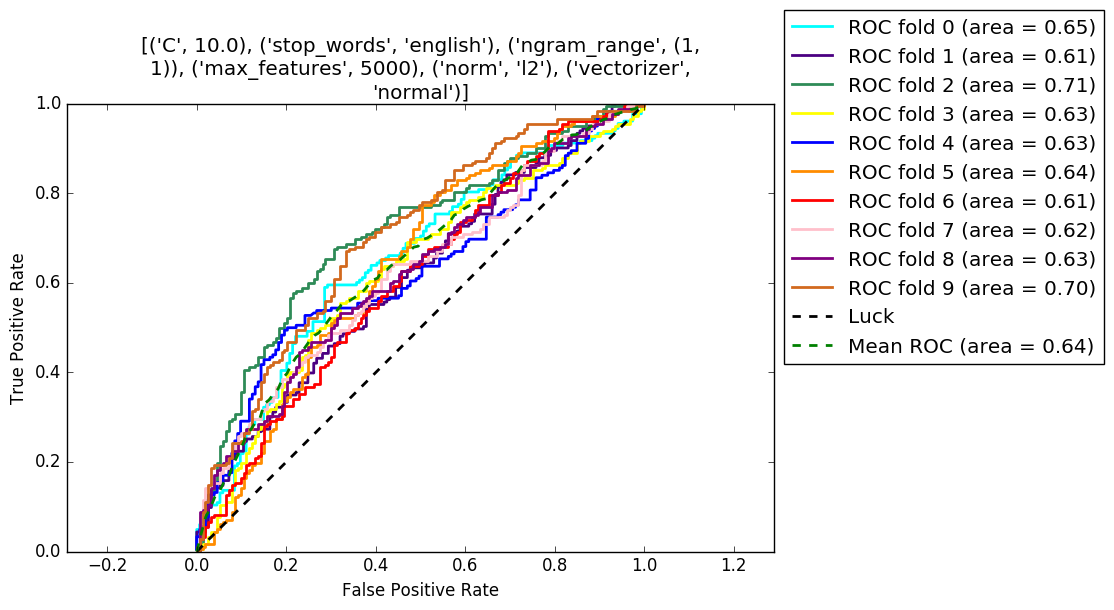 [('C', 10.0), ('stop_words', 'english'), ('ngram_range', (1,
1)), ('max_features', 5000), ('norm', 'l2'), ('vectorizer',
'normal')]
1.0
0.8
0.6
0.4
0.2
0.0
True Positive Rate
−0.2 0.0 0.2 0.4 0.6 0.8 1.0 1.2
False Positive Rate
ROC fold 0 (area = 0.65)
ROC fold 1 (area = 0.61)
ROC fold 2 (area = 0.71)
ROC fold 3 (area = 0.63)
ROC fold 4 (area = 0.63)
ROC fold 5 (area = 0.64)
ROC fold 6 (area = 0.61)
ROC fold 7 (area = 0.62)
ROC fold 8 (area = 0.63)
ROC fold 9 (area = 0.70)
Luck
Mean ROC (area = 0.64)